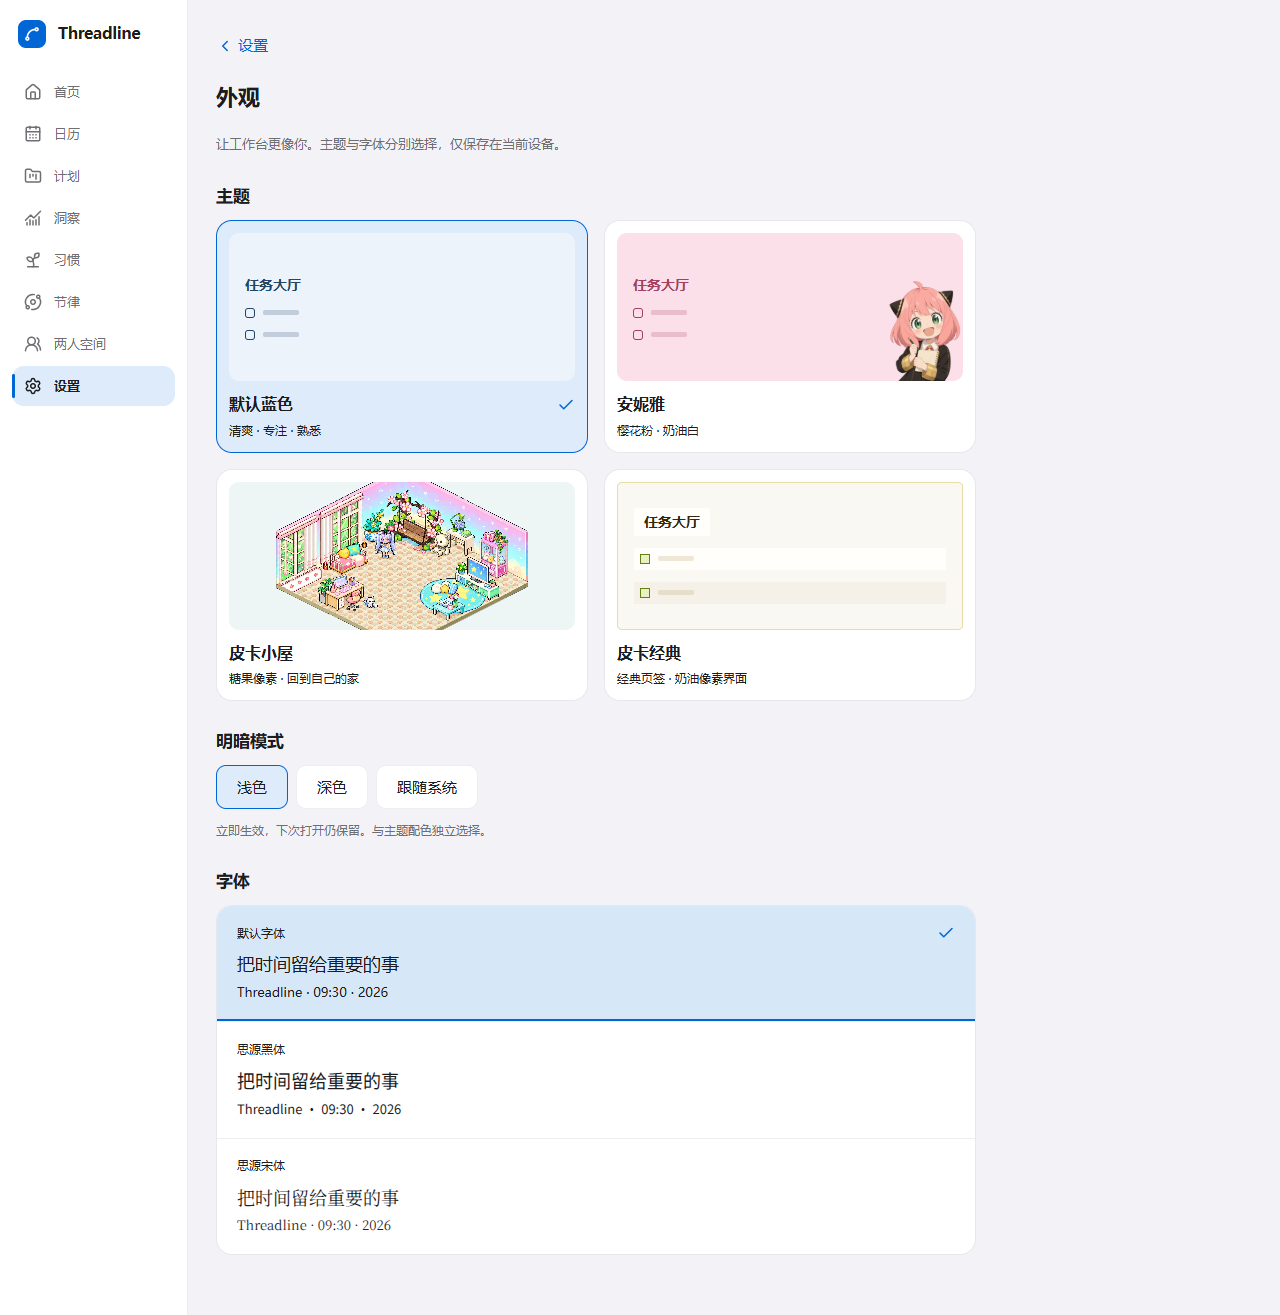 Threadline
首页
日历
计划
洞察
习惯
节律
两人空间
设置
设置
外观
让工作台更像你。主题与字体分别选择，仅保存在当前设备。
主题
任务大厅
默认蓝色
清爽 · 专注 · 熟悉
任务大厅
安妮雅
樱花粉 · 奶油白
皮卡小屋
糖果像素 · 回到自己的家
任务大厅
皮卡经典
经典页签 · 奶油像素界面
明暗模式
浅色
深色
跟随系统
立即生效，下次打开仍保留。与主题配色独立选择。
字体
默认字体
把时间留给重要的事
Threadline · 09:30 · 2026
思源黑体
把时间留给重要的事
Threadline · 09:30 · 2026
思源宋体
把时间留给重要的事
Threadline · 09:30 · 2026